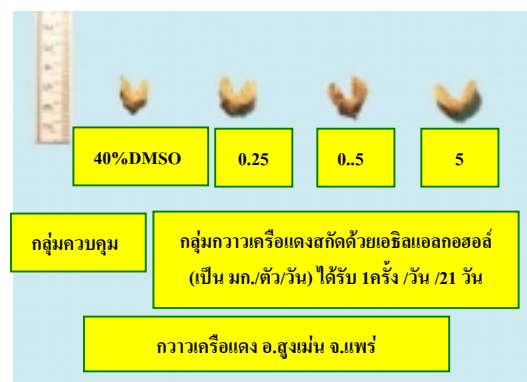 40%DMSO 0.25 0..5 5
กลุ่มควบคุม
กลุ่มกวาวเครือแดงสกัดด้วยเอธิลแอลกอฮอล์
(เป็น มก./ตัว/วัน) ได้รับ 1ครั้ง /วัน /21 วัน
กวาวเครือแดง อ.สูงเม่น จ.แพร่